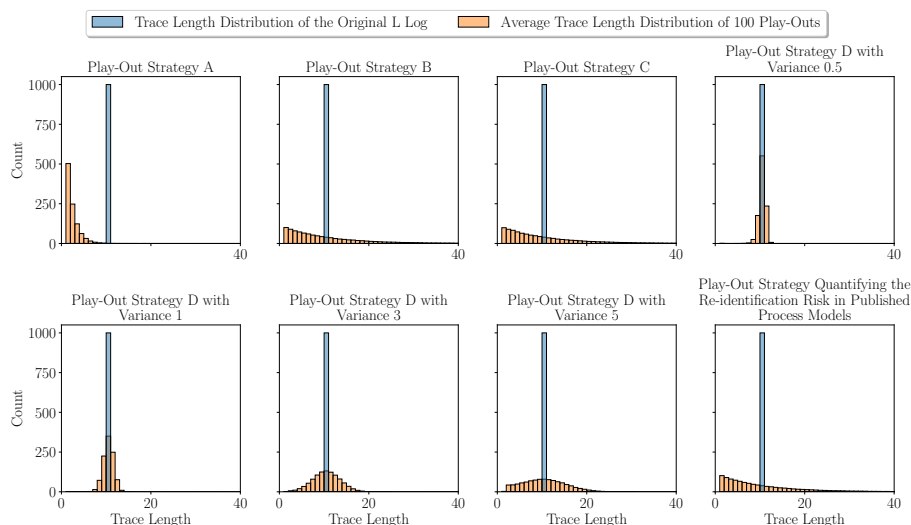 Trace Length Distribution of the Original L Log
Average Trace Length Distribution of 100 Play-Outs
Play-Out Strategy A
Play-Out Strategy B
Play-Out Strategy C
Play-Out Strategy D with
Variance 0.5
1000
750
500
250
0
Count
40
40
40
40
Play-Out Strategy D with
Variance 1
Play-Out Strategy D with
Variance 3
Play-Out Strategy D with
Variance 5
Play-Out Strategy Quantifying the
Re-identification Risk in Published
Process Models
1000
750
500
250
0
Count
0
20
40
0
20
40
0
20
40
0
20
40
Trace Length
Trace Length
Trace Length
Trace Length